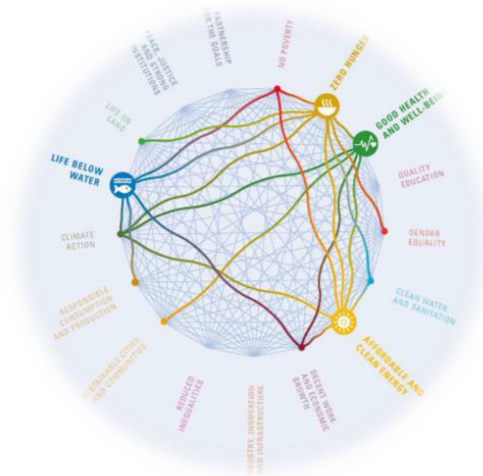 NO POVERTY
ZERO HUNGER
GOOD HEALTH
AND WELL-BEING
QUALITY
EDUCATION
GENDER
EQUALITY
CLEAN WATER
AND SANITATION
AFFORDABLE AND
CLEAN ENERGY
DECENT WORK
AND ECONOMIC
GROWTH
INDUSTRY, INNOVATION
AND INFRASTRUCTURE
REDUCED
INEQUALITIES
SUSTAINABLE CITIES
AND COMMUNITIES
RESPONSIBLE
CONSUMPTION
AND PRODUCTION
CLIMATE
ACTION
LIFE BELOW
WATER
LIFE ON
LAND
PEACE, JUSTICE
AND STRONG
INSTITUTIONS
PARTNERSHIP
FOR THE GOALS